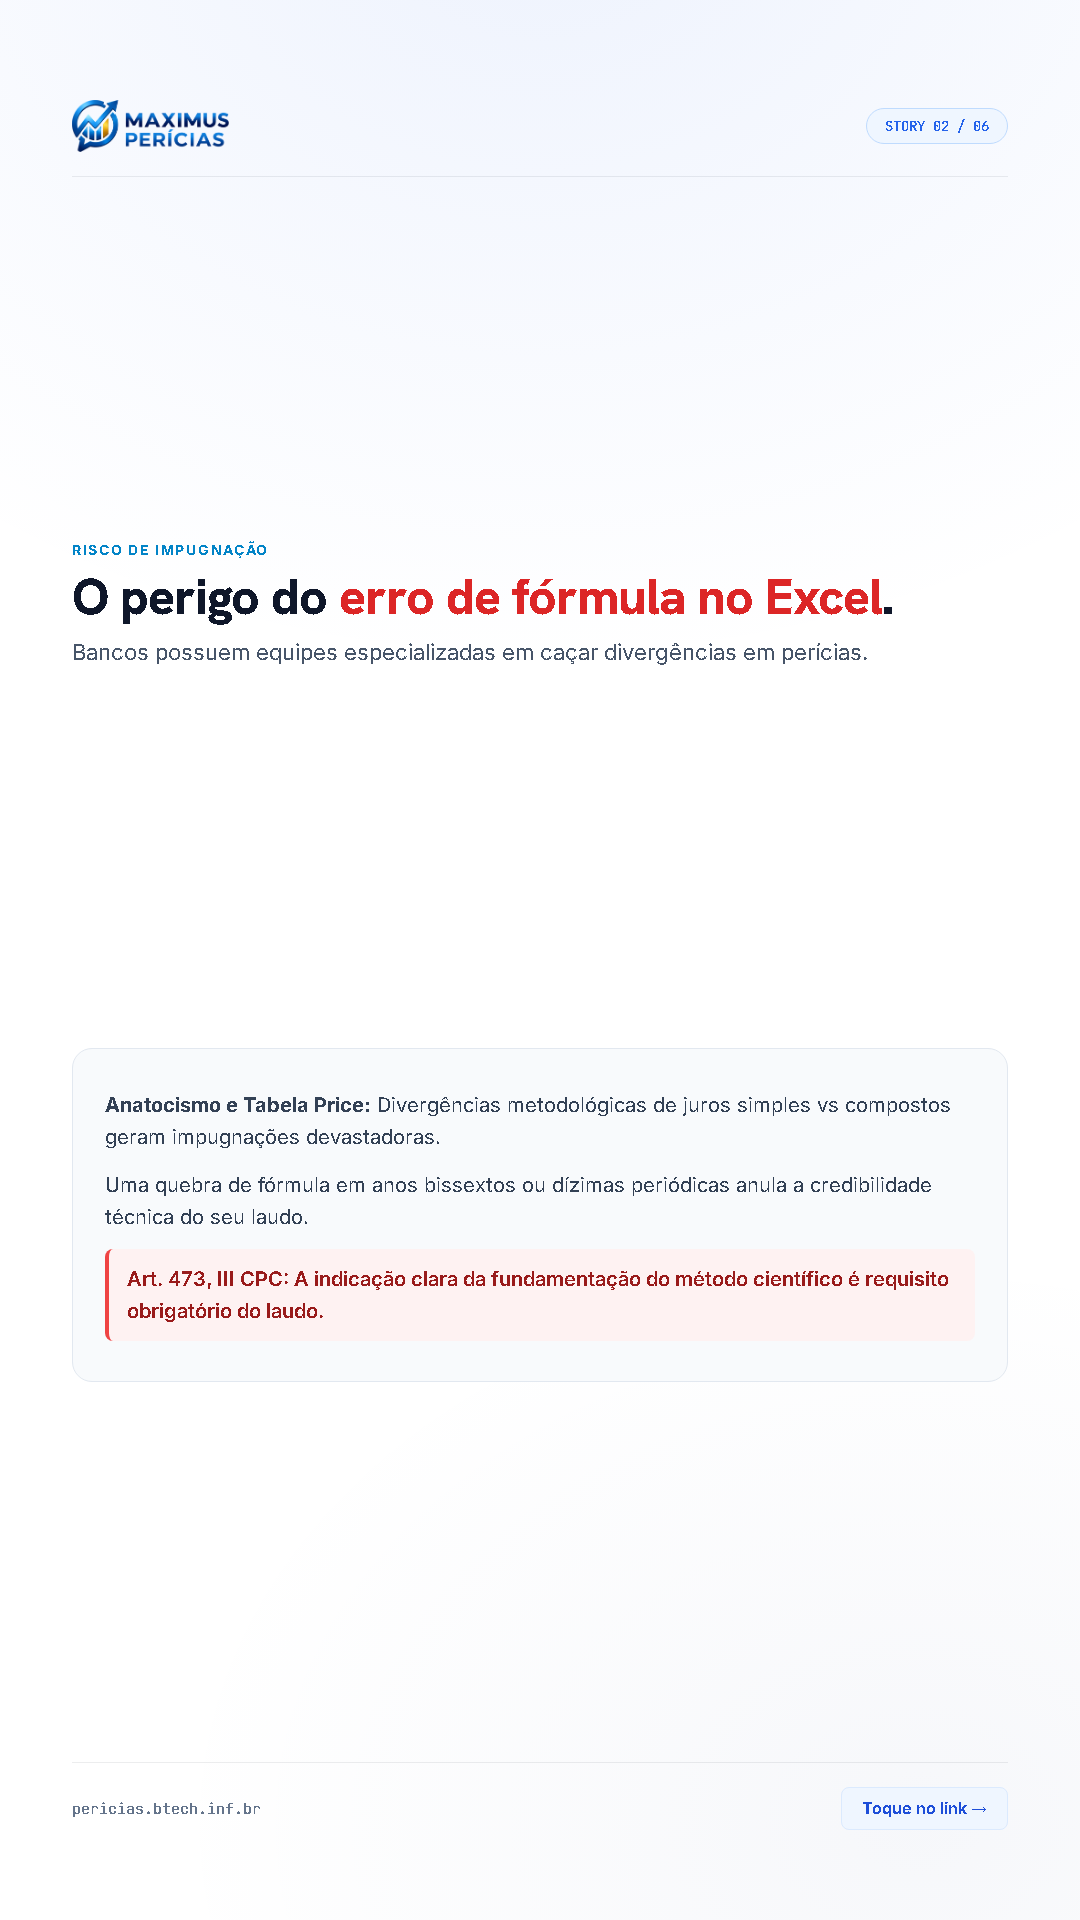 MAXIMUS
PERÍCIAS
STORY 02 / 06
RISCO DE IMPUGNAÇÃO
O perigo do erro de fórmula no Excel.
Bancos possuem equipes especializadas em caçar divergências em perícias.
Anatocismo e Tabela Price: Divergências metodológicas de juros simples vs compostos
geram impugnações devastadoras.
Uma quebra de fórmula em anos bissextos ou dízimas periódicas anula a credibilidade
técnica do seu laudo.
Art. 473, III CPC: A indicação clara da fundamentação do método científico é requisito
obrigatório do laudo.
pericias.btech.inf.br
Toque no link →